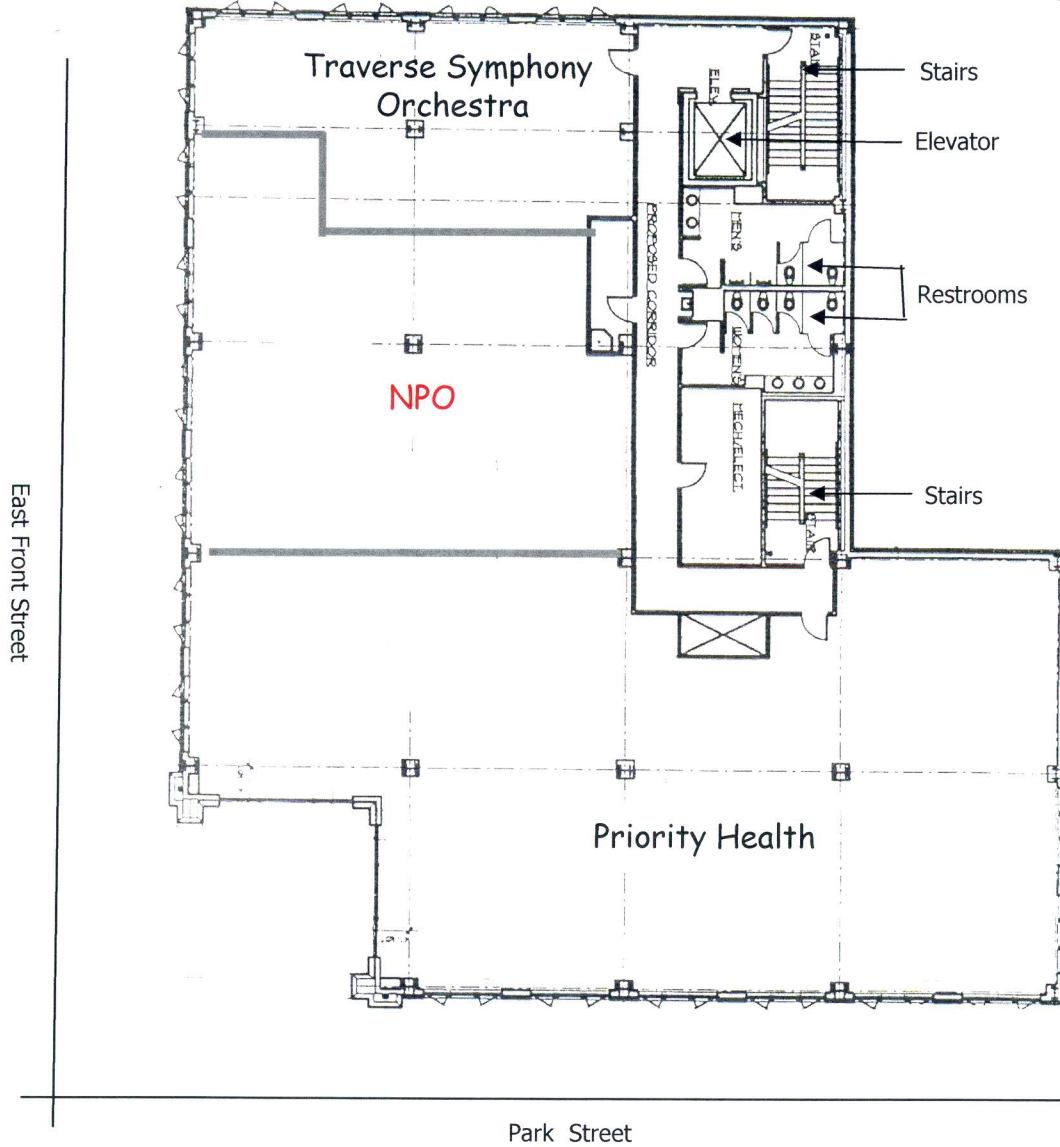 Traverse Symphony
Orchestra
STAIR
Stairs
ELEV.
Elevator
MEN'S
PROPOSED CORRIDOR
Restrooms
WOMEN'S
NPO
MECH/ELECT.
Stairs
STAIR
East Front Street
Priority Health
Park Street